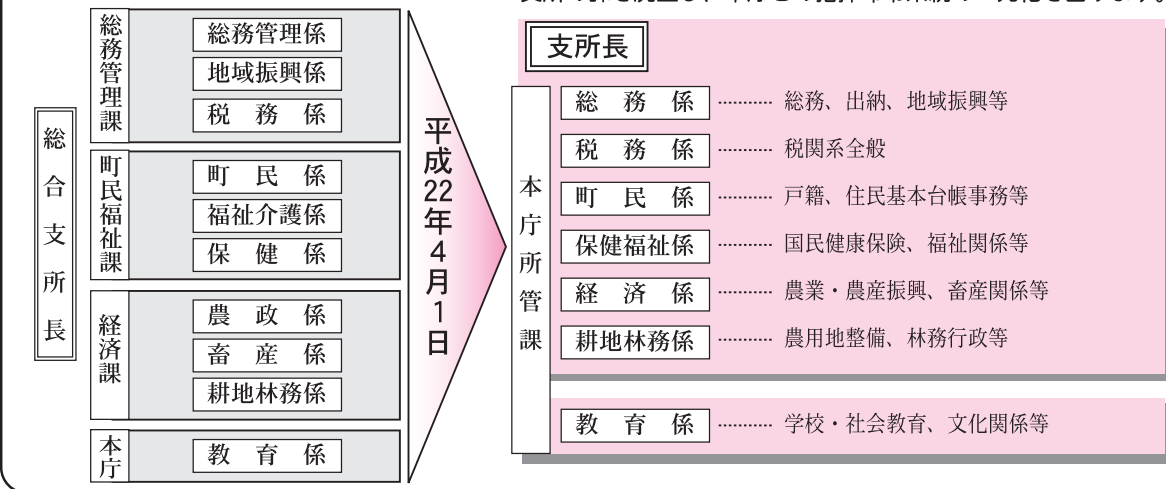 総合支所長
総務管理課
総務管理係
地域振興係
税務係
町民福祉課
町民係
福祉介護係
保健係
経済課
農政係
畜産係
耕地林務係
本庁
教育係
平成22年4月1日
支所長
本庁所管課
総務係 ………… 総務、出納、地域振興等
税務係 ………… 税関系全般
町民係 ………… 戸籍、住民基本台帳事務等
保健福祉係 ………… 国民健康保険、福祉関係等
経済係 ………… 農業・農産振興、畜産関係等
耕地林務係 ………… 農用地整備、林務行政等
教育係 ………… 学校・社会教育、文化関係等